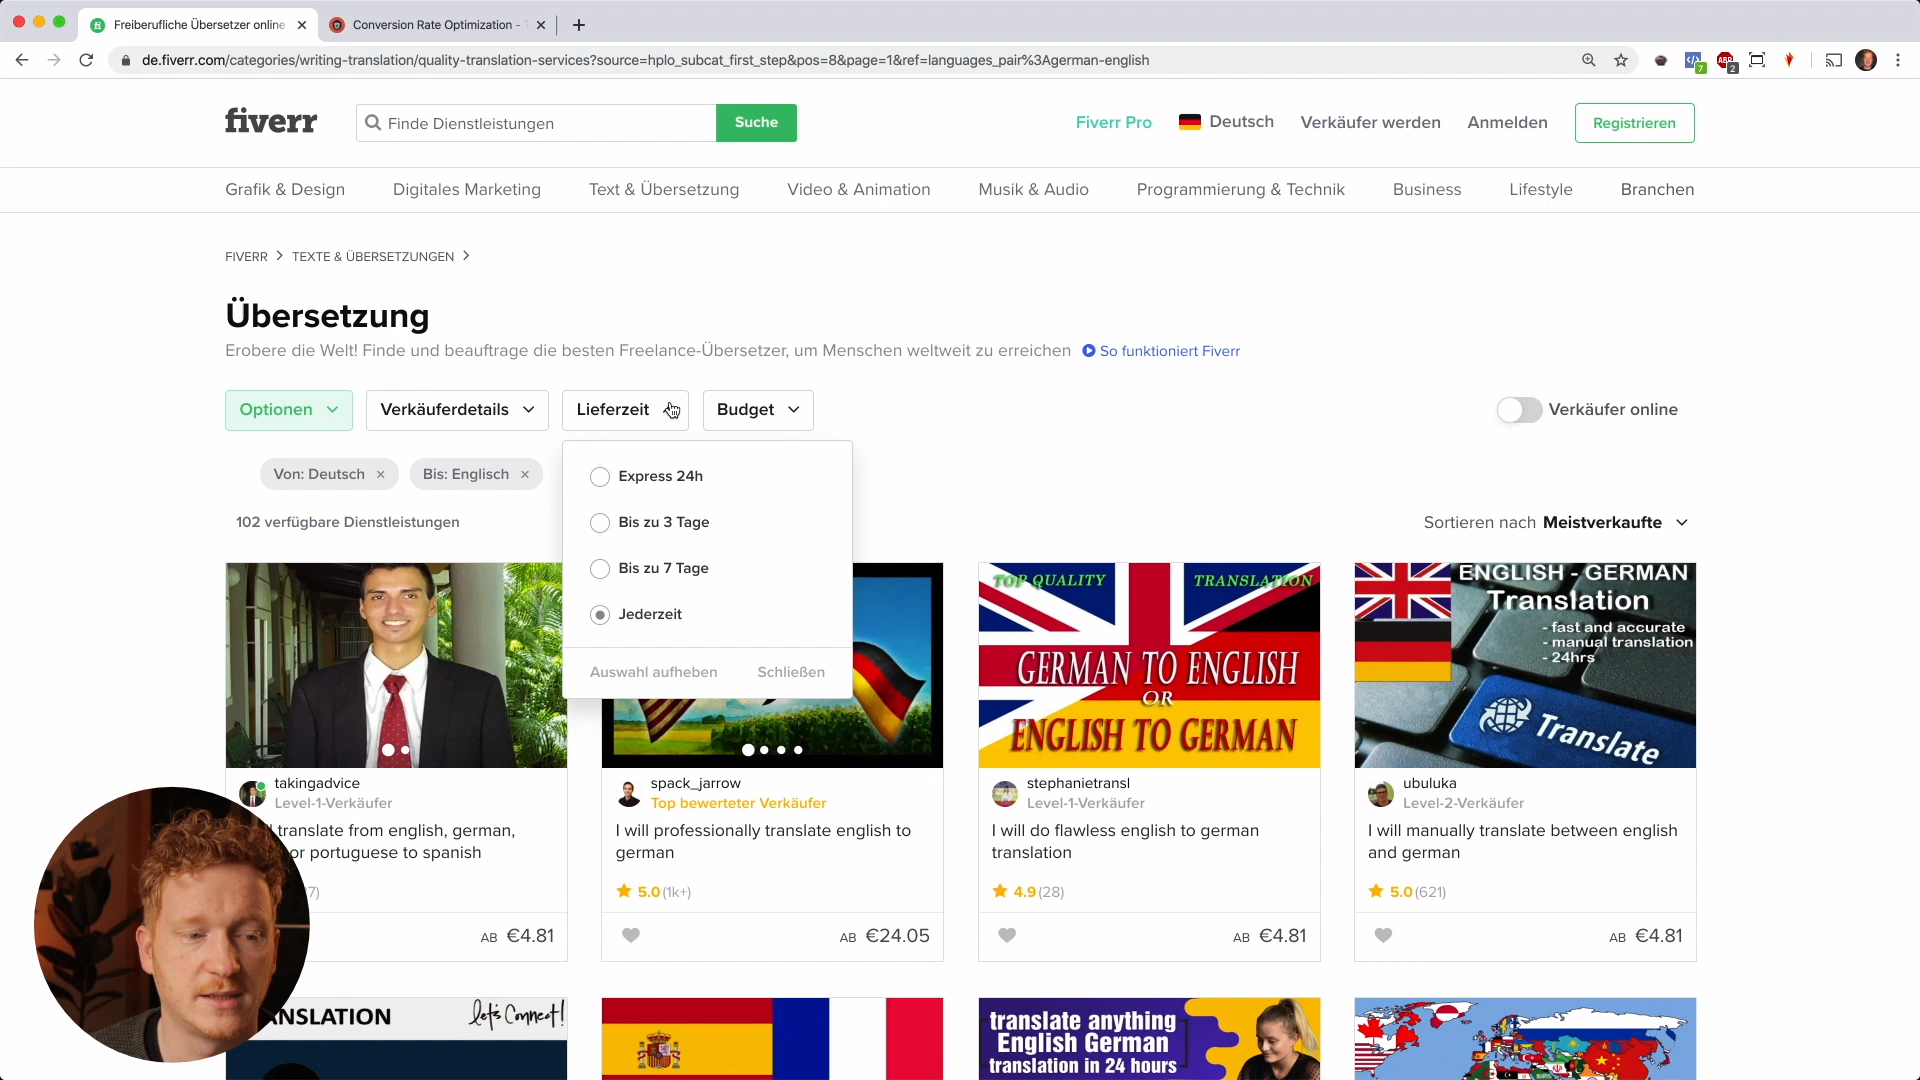 Freiberufliche Übersetzer online
Conversion Rate Optimization -
de.fiverr.com/categories/writing-translation/quality-translation-services?source=hplo_subcat_first_step&pos=8&page=1&ref=languages_pair%3Agerman-english
7
ABP
2
fiverr
Finde Dienstleistungen
Suche
Fiverr Pro
Deutsch
Verkäufer werden
Anmelden
Registrieren
Grafik & Design
Digitales Marketing
Text & Übersetzung
Video & Animation
Musik & Audio
Programmierung & Technik
Business
Lifestyle
Branchen
FIVERR
TEXTE & ÜBERSETZUNGEN
Übersetzung
Erobere die Welt! Finde und beauftrage die besten Freelance-Übersetzer, um Menschen weltweit zu erreichen
So funktioniert Fiverr
Optionen
Verkäuferdetails
Lieferzeit
Budget
Verkäufer online
Von: Deutsch
Bis: Englisch
Express 24h
Bis zu 3 Tage
Bis zu 7 Tage
Jederzeit
Auswahl aufheben
Schließen
102 verfügbare Dienstleistungen
Sortieren nach Meistverkaufte
TOP QUALITY
TRANSLATION
GERMAN TO ENGLISH
OR
ENGLISH TO GERMAN
ENGLISH - GERMAN
Translation
- fast and accurate
- manual translation
- 24hrs
Translate
takingadvice
Level-1-Verkäufer
translate from english, german,
or portuguese to spanish
7)
AB €4.81
spack_jarrow
Top bewerteter Verkäufer
I will professionally translate english to
german
5.0 (1k+)
AB €24.05
stephanietransl
Level-1-Verkäufer
I will do flawless english to german
translation
4.9 (28)
AB €4.81
ubuluka
Level-2-Verkäufer
I will manually translate between english
and german
5.0 (621)
AB €4.81
ANSLATION
let's Connect!
translate anything
English German
translation in 24 hours